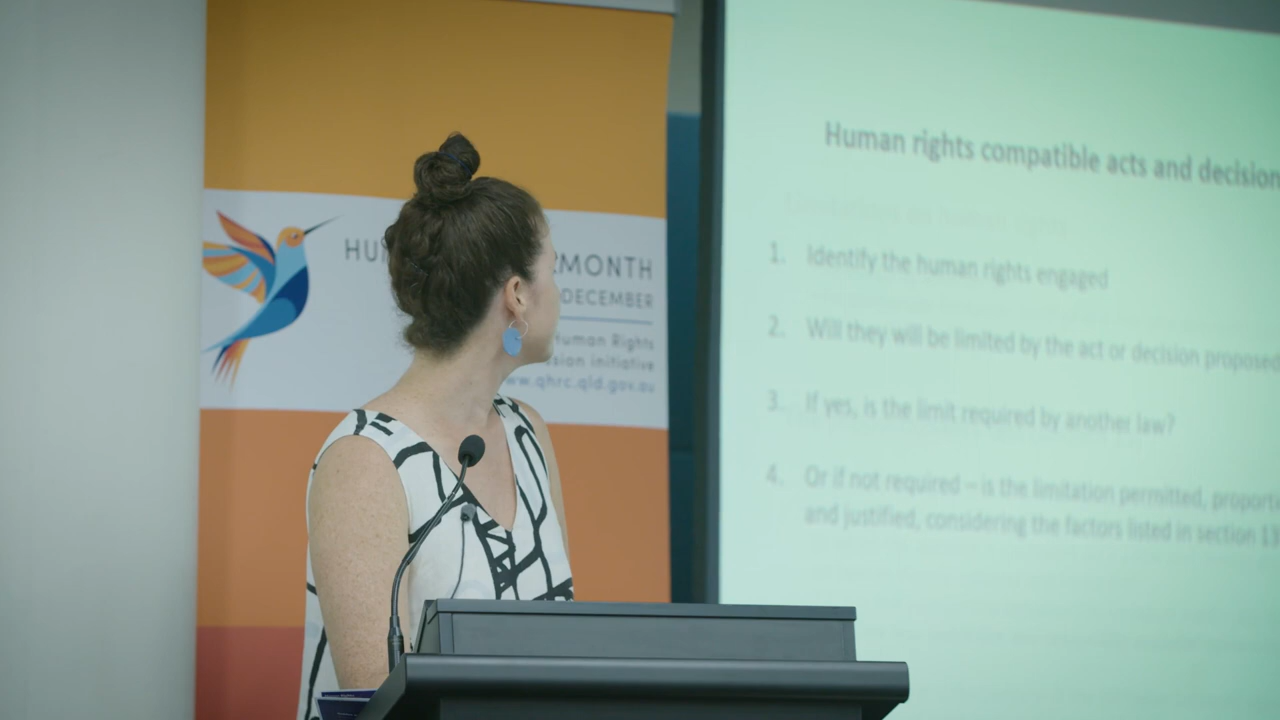 HU
MONTH
DECEMBER
uman Rights
sion initiative
www.qhrc.qld.gov.au
Human rights compatible acts and decision
1. Identify the human rights engaged
2. Will they will be limited by the act or decision proposed
3. If yes, is the limit required by another law?
4. Or if not required – is the limitation permitted, proport
and justified, considering the factors listed in section 13